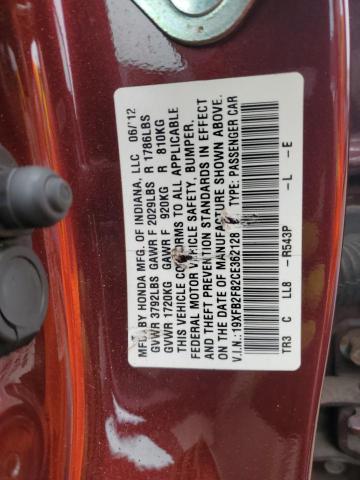 MFD. BY HONDA MFG. OF INDIANA, LLC 06/'12
GVWR 3792LBS GAWR F 2029LBS R 1786LBS
GVWR 1720KG GAWR F 920KG R 810KG
THIS VEHICLE CONFORMS TO ALL APPLICABLE
FEDERAL MOTOR VEHICLE SAFETY, BUMPER,
AND THEFT PREVENTION STANDARDS IN EFFECT
ON THE DATE OF MANUFACTURE SHOWN ABOVE.
V.I.N.:19XFB2F82CE362128 TYPE: PASSENGER CAR
TR3 C L18 -R543P -L -E